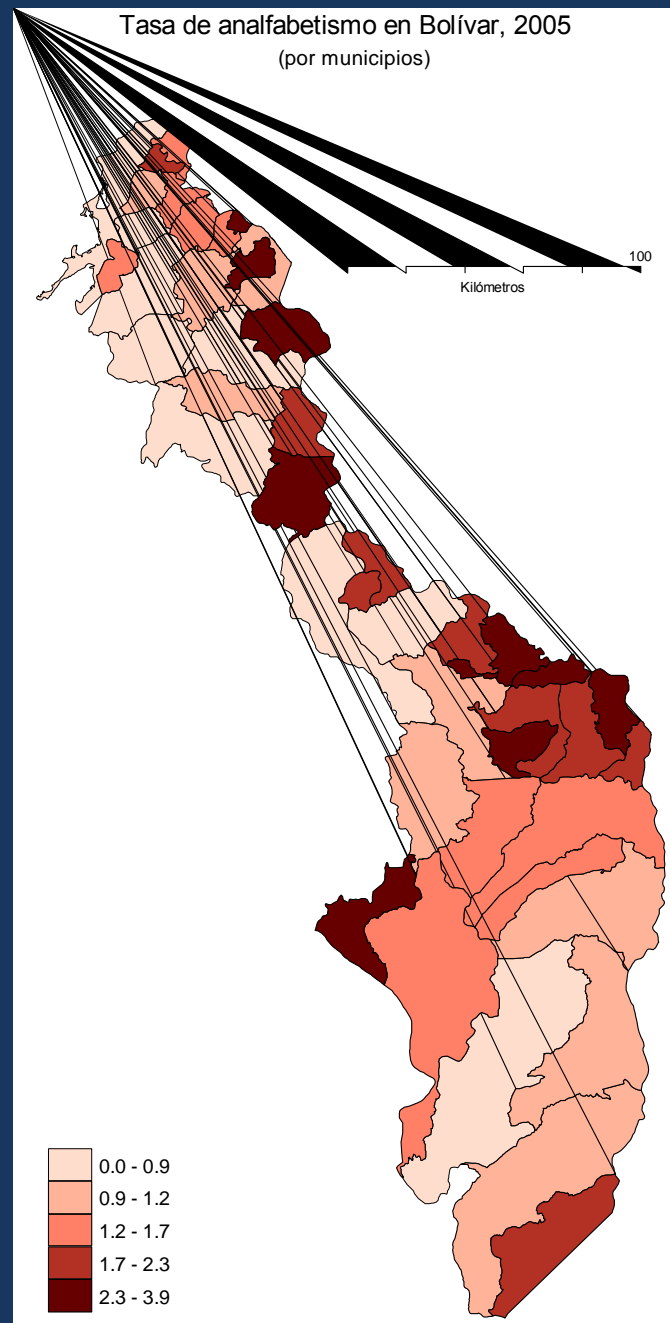 Tasa de analfabetismo en Bolívar, 2005
(por municipios)
100
Kilómetros
0.0 - 0.9
0.9 - 1.2
1.2 - 1.7
1.7 - 2.3
2.3 - 3.9